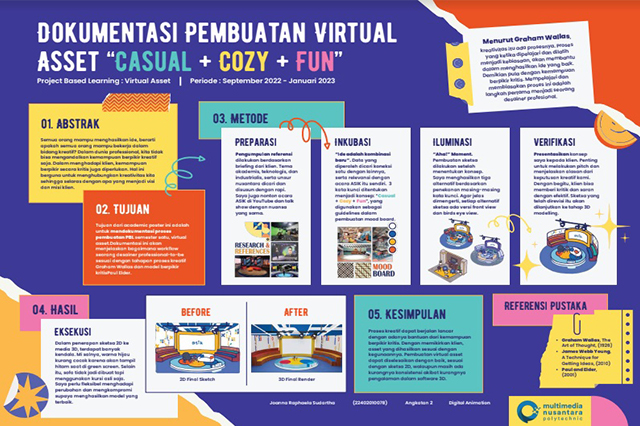 DOKUMENTASI PEMBUATAN VIRTUAL
ASSET "CASUAL + COZY + FUN"
Project Based Learning : Virtual Asset | Periode : September 2022 - Januari 2023
Menurut Graham Wallas,
kreativitas ini ada prosesnya. Proses
yang ketika dipelajari dan diuji
menjadi kebiasaan, akan membantu
dalam menghasilkan ide yang baik.
Demikian pula dengan kemampuan
berpikir kritis. Mempelajari dan
membiasakan proses ini adalah
langkah pertama menjadi seorang
desainer profesional.
01. ABSTRAK
Semua orang mampu menghasilkan ide, berarti
apakah semua orang mampu bekerja dalam
bidang kreatif? Dalam dunia profesional, kita tidak
bisa mengandalkan kemampuan berpikir kreatif
saja. Dalam menghadapi klien, kemampuan
berpikir secara kritis juga diperlukan. Hal ini
berguna untuk menghubungkan kreativitas kita
sehingga selaras dengan apa yang menjadi visi
dan misi klien.
02. TUJUAN
Tujuan dari academic poster ini adalah
untuk mendokumentasi proses
pembuatan PBL semester satu, virtual
asset. Dokumentasi ini akan
menjelaskan bagaimana workflow
seorang desainer professional-to-be
sesuai dengan tahapan proses kreatif
Graham Wallas dan model berpikir
kritis Paul Elder.
03. METODE
PERSIAPAN
Pengumpulan referensi
dilakukan berdasarkan
briefing dari klien. Tema
akademia, teknologi, dan
industrialis, serta unsur
nusantara dicari dan
disusun dengan rapi.
Saya juga nonton acara
ASIK di YouTube dan talk
show dengan nuansa
yang sama.
RESEARCH &
REFERENCES
INKUBASI
"Ide adalah kombinasi
baru". Data yang
diperoleh dicari koneksi
satu dengan lainnya,
serta relevansi dengan
acara ASIK itu sendiri. 3
kata kunci ditentukan
menjadi konsep "Casual
+ Cozy + Fun", yang
digunakan sebagai
guidelines dalam
pembuatan mood board.
MOOD
BOARD
ILUMINASI
"Aha!" Moment.
Pembuatan sketsa
dilakukan setelah
menentukan konsep.
Saya menghasilkan tiga
alternatif berdasarkan
penekanan masing-masing
kata kunci. Agar jelas
dimengerti, setiap alternatif
sketsa ada versi front view
dan birds eye view.
VERIFIKASI
Presentasikan konsep
saya kepada klien. Penting
untuk melakukan pitch dan
menjelaskan alasan dari
keputusan kreatif kami.
Dengan begitu, klien bisa
memberi kritik dan saran
dengan efektif. Sketsa yang
telah direvisi itu akan
dilanjutkan ke tahap 3D
modelling.
04. HASIL
EKSEKUSI
Dalam penerapan sketsa 2D ke
media 3D, terdapat banyak
kendala. Mi salnya, warna hijau
kurang cocok karena akan tampil
hitam saat di green screen. Selain
itu, sofa tidak jadi dibuat tapi
menggunakan kursi asli saja.
Saya perlu fleksibel menghadapi
perubahan dan mengkompromi
supaya menghasilkan model yang
terbaik.
BEFORE
AFTER
2D Final Sketch
3D Final Render
05. KESIMPULAN
Proses kreatif dapat berjalan lancar
dengan adanya bantuan dari kemampuan
berpikir kritis. Dengan memikirkan klien,
asset yang dihasilkan sesuai dengan
kegunaannya. Pembuatan virtual asset
dapat diselesaikan dengan baik, sesuai
dengan sketsa 2D, walaupun masih ada
kurangnya konsistensi akibat kurangnya
pengalaman dalam software 3D.
REFERENSI PUSTAKA
Graham Wallas, The
Art of Thought, (1926)
James Webb Young,
A Technique for
Getting Ideas, (2010)
Paul and Elder,
(2001)
Joanna Raphaela Sudartha (23402010078) Angkatan 2 Digital Animation
multimedia
nusantara
polytechnic